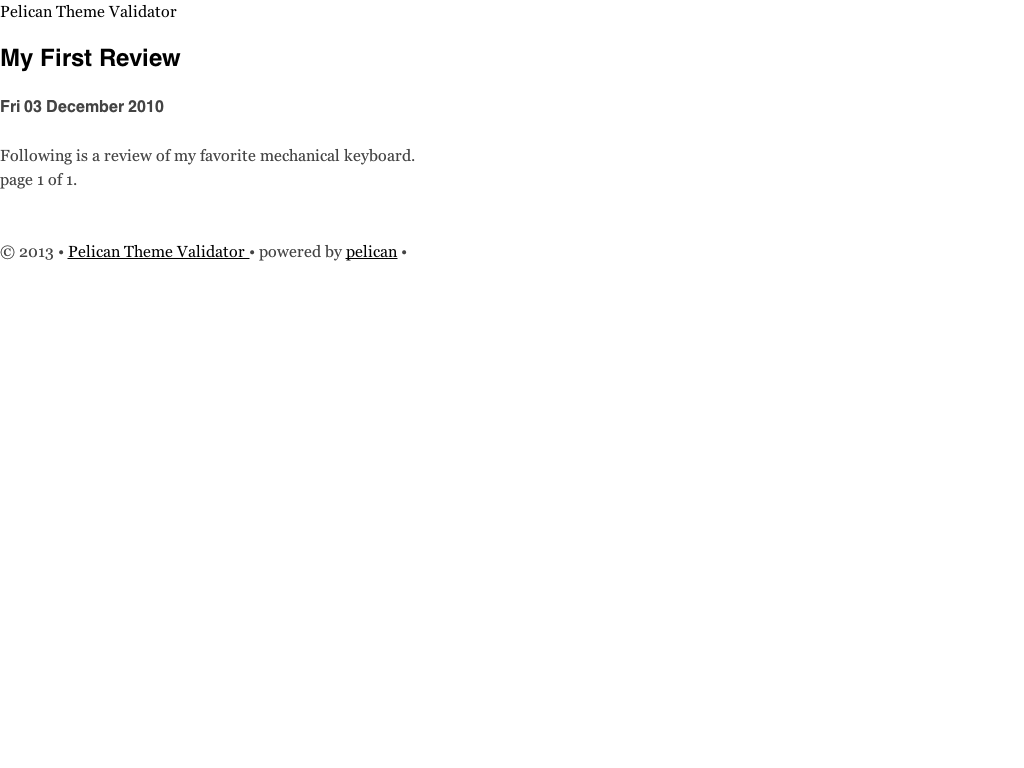 Pelican Theme Validator
My First Review
Fri 03 December 2010
Following is a review of my favorite mechanical keyboard.
page 1 of 1.
© 2013 • Pelican Theme Validator • powered by pelican •